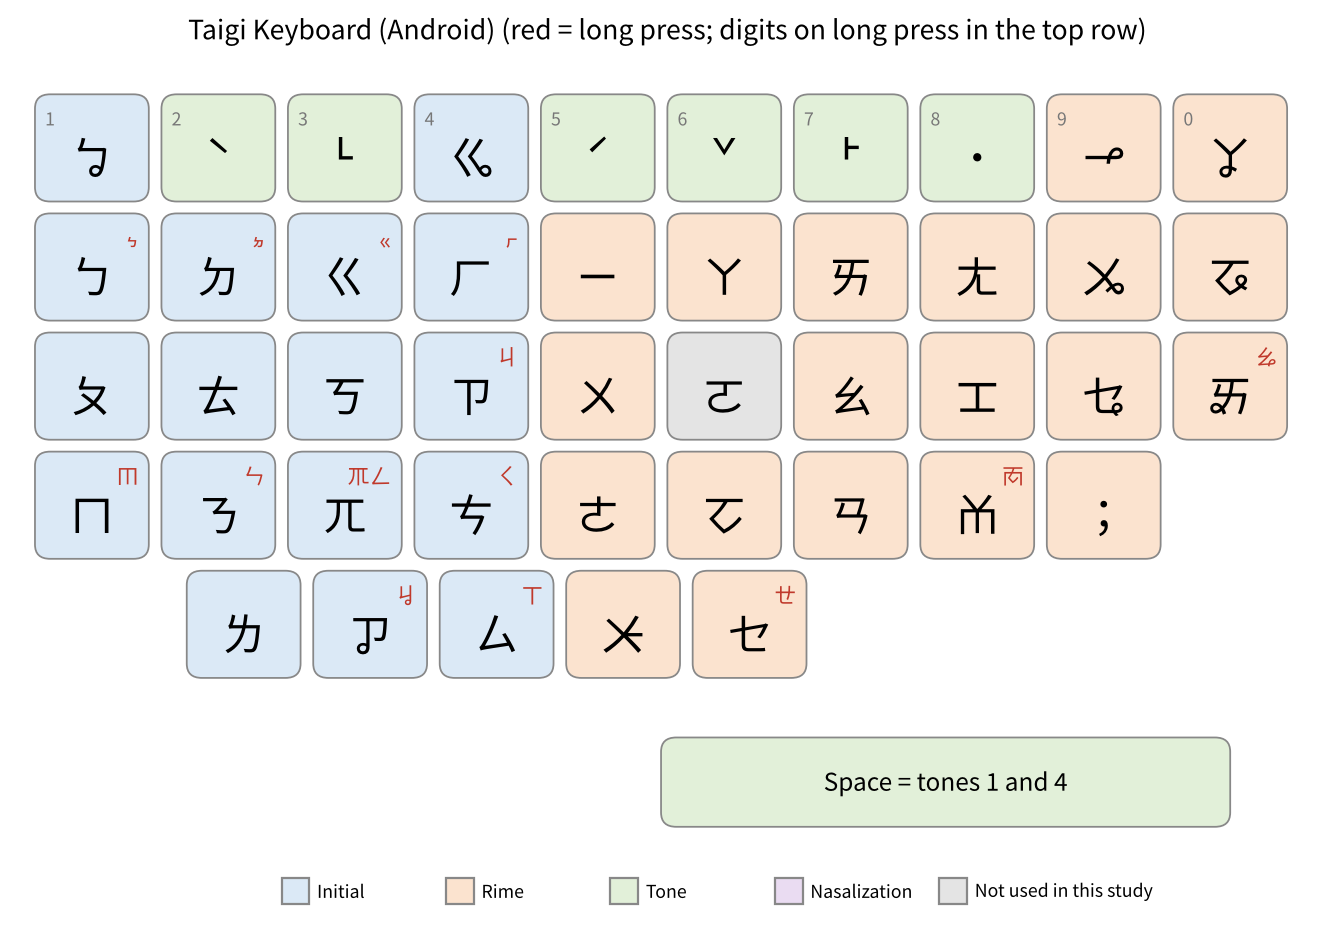 Taigi Keyboard (Android) (red = long press; digits on long press in the top row)
1 ㆠ 2 ˋ 3 ㄴ 4 ㆣ 5 ˊ 6 ˇ 7 ㅏ 8 ˙ 9 ㆳ 0 ㆩ
ㄅ ㆴ ㄉ ㆵ ㄍ ㆶ ㄏ ㆷ ㄧ ㄚ ㄞ ㄤ ㆫ ㆧ
ㄆ ㄊ ㄎ ㄗ ㄐ ㄨ ㄛ ㄠ ㆲ ㆥ ㆮ ㆯ
ㄇ ㆬ ㄋ ㄣ ㄫ ㆭ ㄥ ㄘ ㄑ ㄜ ㆦ ㄢ ㆰ ㆱ ;
ㄌ ㆡ ㆢ ㄙ ㄒ ㆨ ㄝ
Space = tones 1 and 4
Initial Rime Tone Nasalization Not used in this study